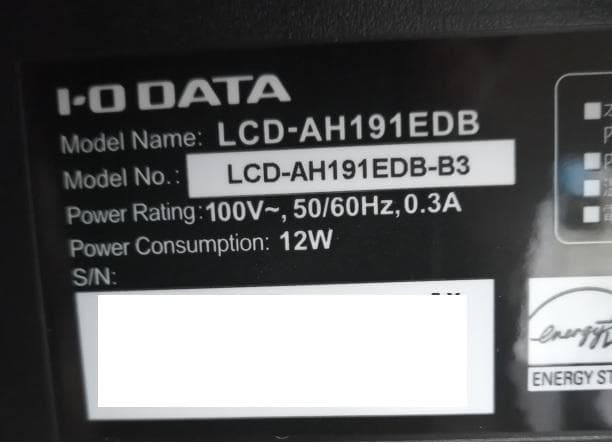 I-O DATA
Model Name: LCD-AH191EDB
Model No.: LCD-AH191EDB-B3
Power Rating: 100V~, 50/60Hz, 0.3A
Power Consumption: 12W
S/N:
energy
ENERGY ST